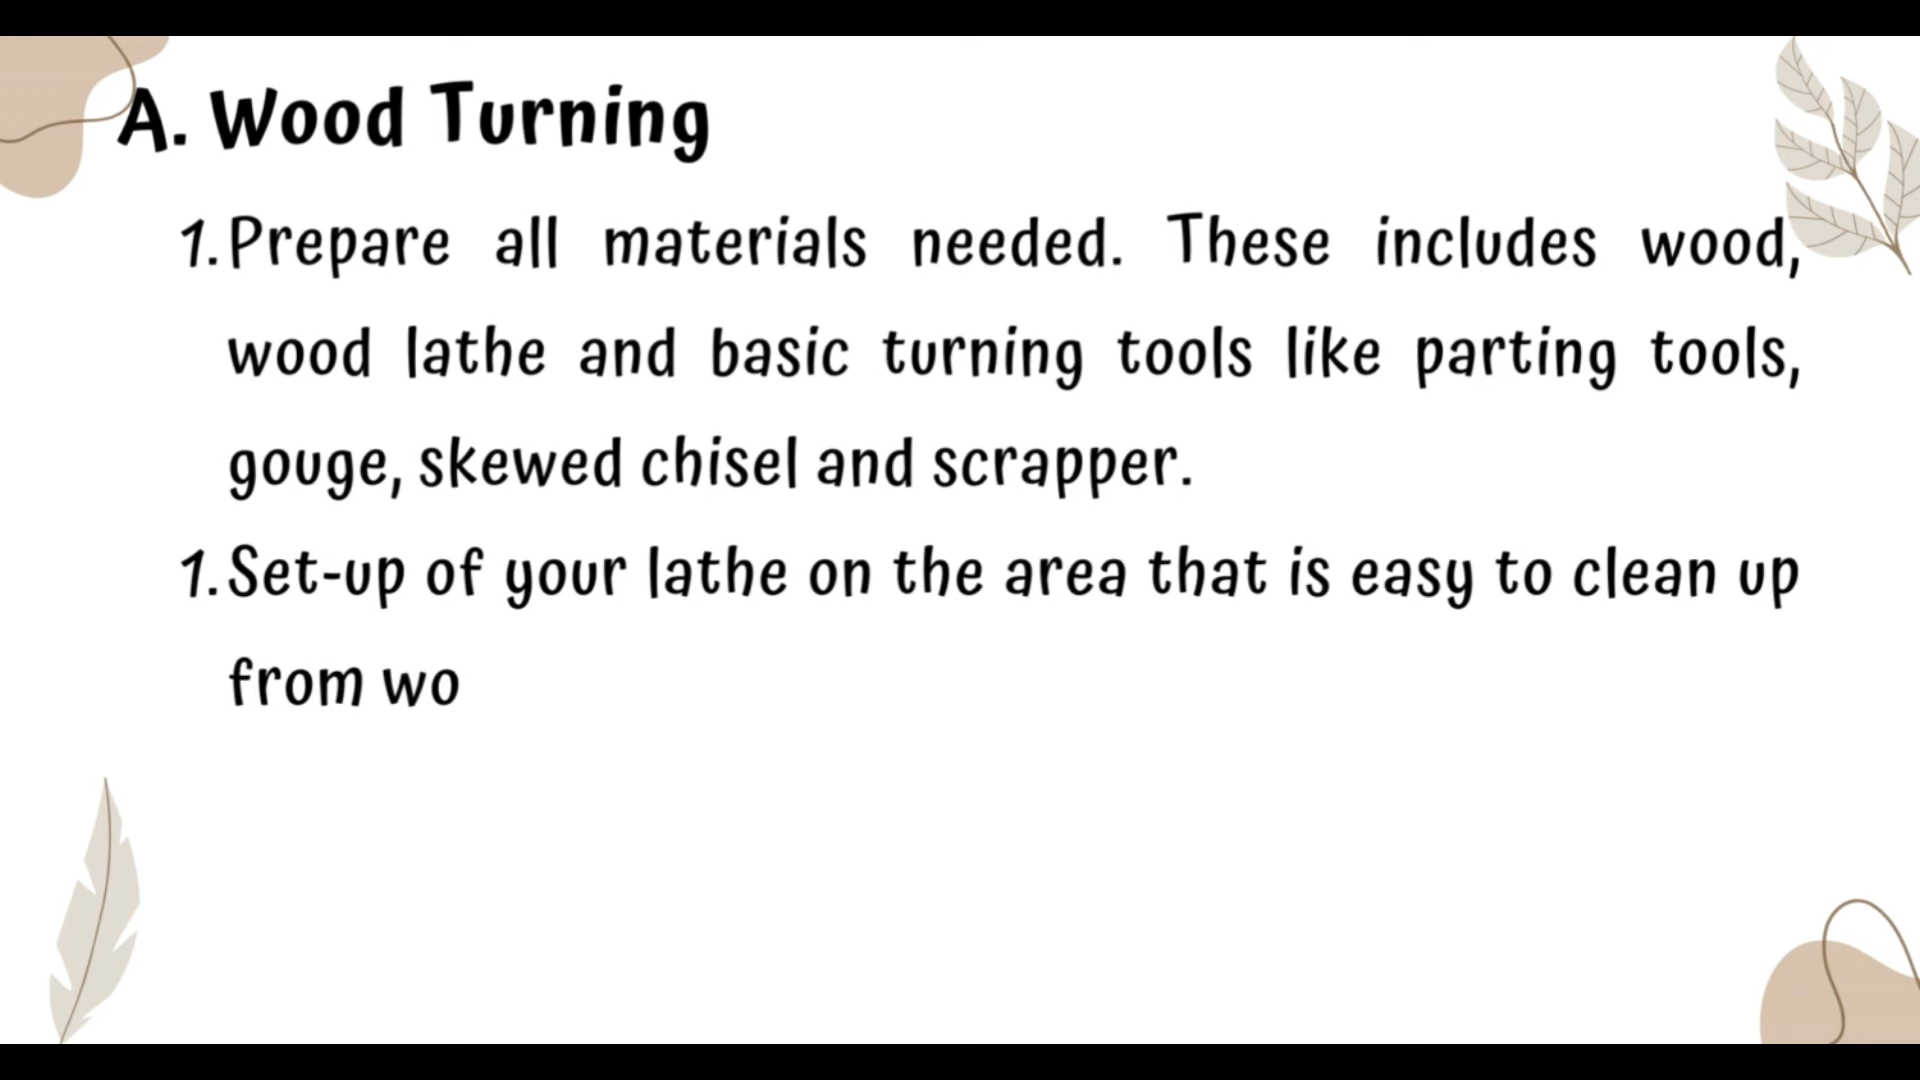 A. Wood Turning
1. Prepare all materials needed. These includes wood,
wood lathe and basic turning tools like parting tools,
gouge, skewed chisel and scrapper.
1. Set-up of your lathe on the area that is easy to clean up
from wo